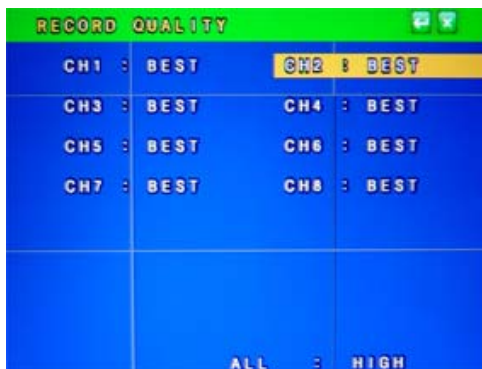 RECORD QUALITY
CH1 : BEST CH2 : BEST
CH3 : BEST CH4 : BEST
CH5 : BEST CH6 : BEST
CH7 : BEST CH8 : BEST
ALL : HIGH